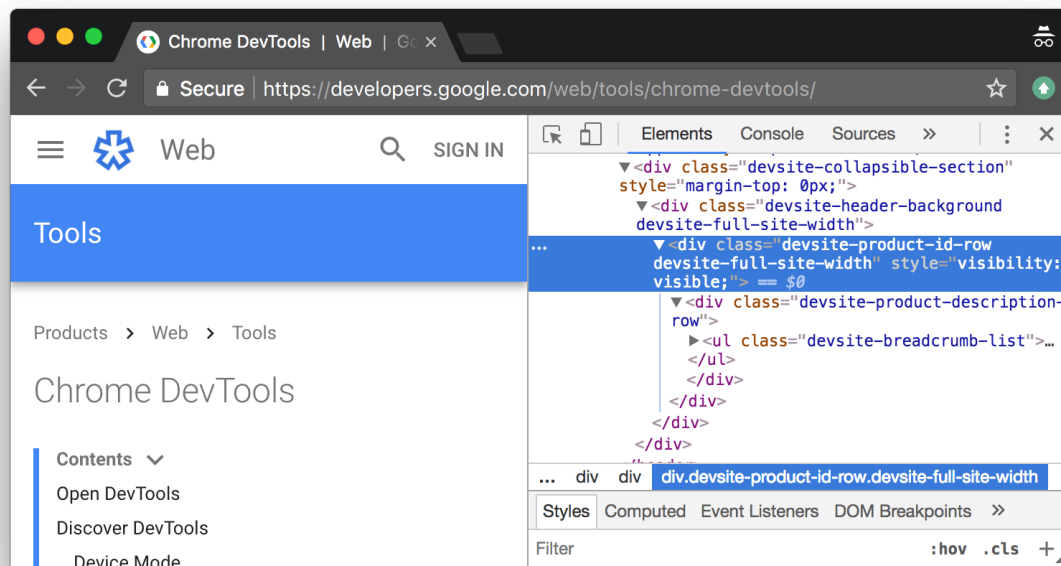 Chrome DevTools | Web | Go
Secure https://developers.google.com/web/tools/chrome-devtools/
Web SIGN IN
Tools
Products > Web > Tools
Chrome DevTools
Contents
Open DevTools
Discover DevTools
Device Mode
Elements Console Sources »
▼<div class="devsite-collapsible-section"
style="margin-top: 0px;">
▼<div class="devsite-header-background
devsite-full-site-width">
… ▼<div class="devsite-product-id-row
devsite-full-site-width" style="visibility:
visible;"> == $0
▼<div class="devsite-product-description-
row">
▶<ul class="devsite-breadcrumb-list">…
</ul>
</div>
</div>
</div>
</div>
</header>
... div div div.devsite-product-id-row.devsite-full-site-width
Styles Computed Event Listeners DOM Breakpoints »
Filter :hov .cls +